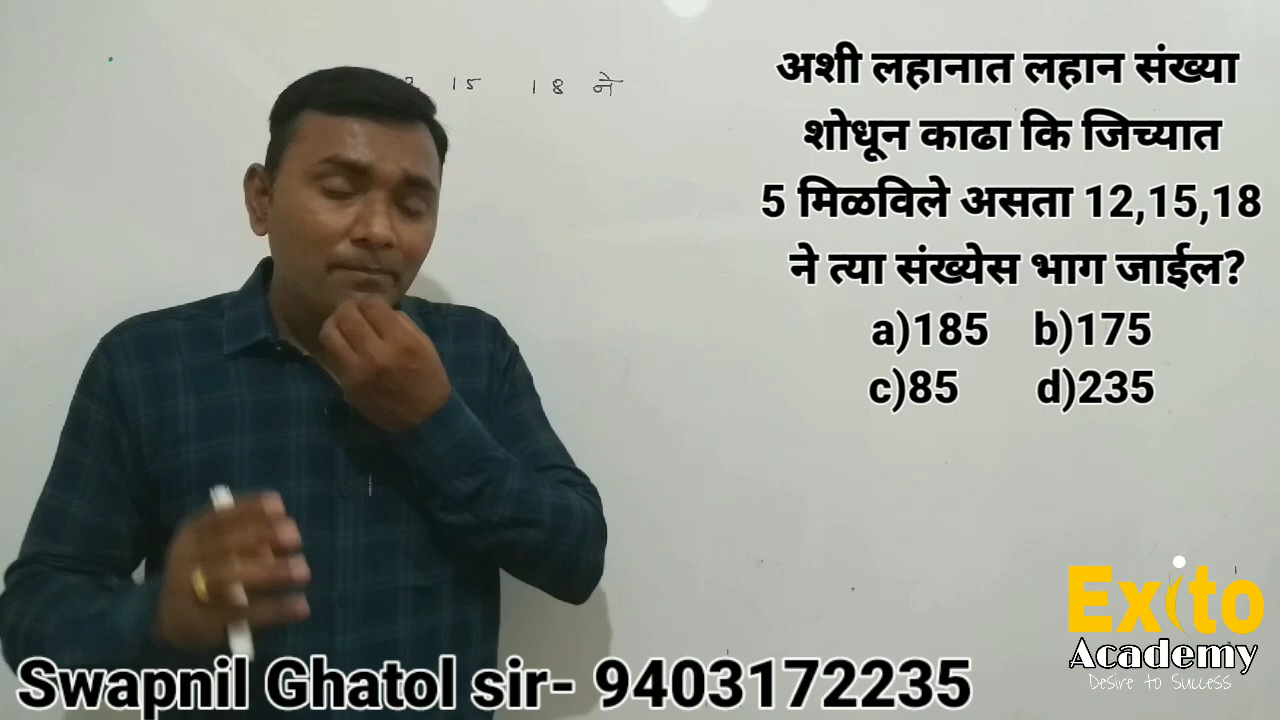 15 18 ने
अशी लहानात लहान संख्या
शोधून काढा कि जिच्यात
5 मिळविले असता 12,15,18
ने त्या संख्येस भाग जाईल?
a)185 b)175
c)85 d)235
Exito
Academy
Desire to Success
Swapnil Ghatol sir- 9403172235